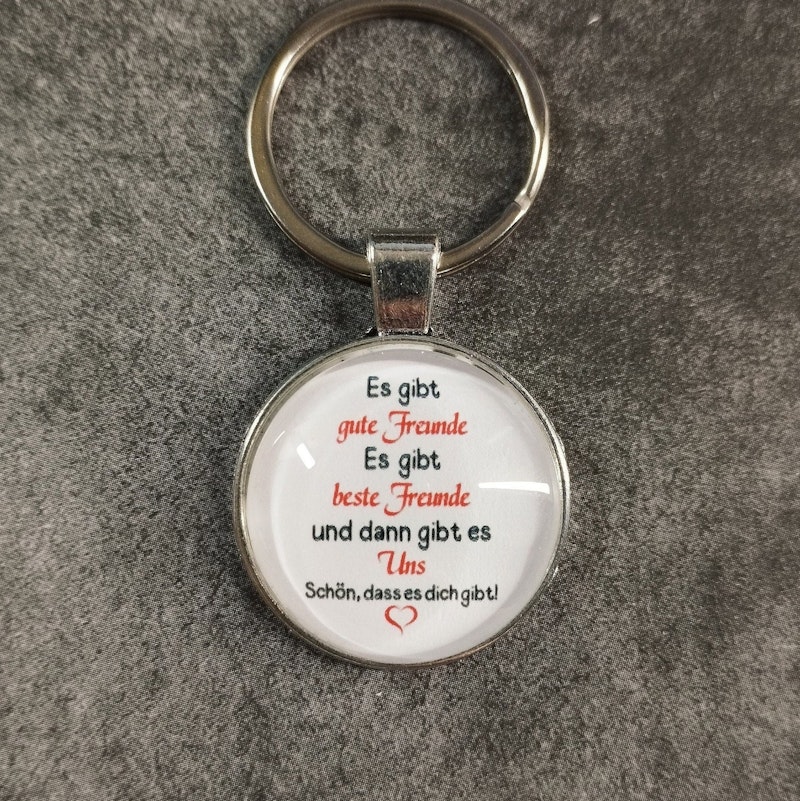 Es gibt
gute Freunde
Es gibt
beste Freunde
und dann gibt es
Uns
Schön, dass es dich gibt!